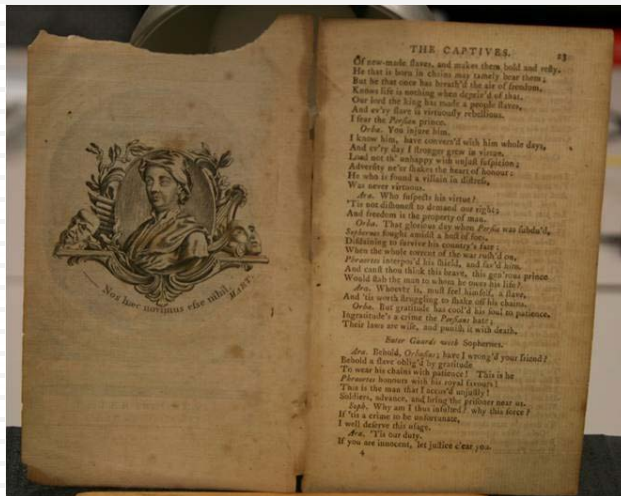 Nos hæc novimus esse nihil. MART.
THE CAPTIVES. 23
Of new-made slaves, and makes them bold and resty.
He that is born in chains may tamely bear them;
But he that once has breath'd the air of freedom,
Knows life is nothing when depriv'd of that.
Our lord the king has made a people slaves,
And ev'ry slave is virtuously rebellious.
I fear the Persian prince.
Orba. You injure him.
I know him, have convers'd with him whole days,
And ev'ry day I stronger grew in virtue.
Load not th' unhappy with unjust suspicion;
Adversity ne'er shakes the heart of honour:
He who is found a villain in distress,
Was never virtuous.
Ara. Who suspects his virtue?
'Tis not dishonest to demand our right;
And freedom is the property of man.
Orba. That glorious day when Persia was subdu'd,
Sophernes fought amidst a host of foes,
Disdaining to survive his country's fate:
When the whole torrent of the war rush'd on,
Phraortes interpos'd his shield, and sav'd him.
And canst thou think this brave, this gen'rous prince
Would stab the man to whom he owes his life?
Ara. Whoever is, must feel himself, a slave,
And 'tis worth struggling to shake off his chains.
Orba. But gratitude has cool'd his soul to patience.
Ingratitude's a crime the Persians hate;
Their laws are wise, and punish it with death.
Enter Guards with Sophernes.
Ara. Behold, Orbasius; have I wrong'd your friend?
Behold a slave oblig'd by gratitude
To wear his chains with patience! This is he
Phraortes honours with his royal favours!
This is the man that I accus'd unjustly!
Soldiers, advance, and bring the prisoner near us.
Soph. Why am I thus insulted? why this force?
If 'tis a crime to be unfortunate,
I well deserve this usage.
Ara. 'Tis our duty.
If you are innocent, let justice clear you.
4